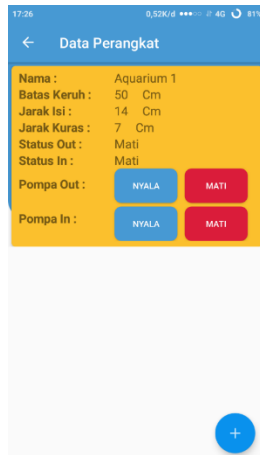 17:26 0,52K/d 4G 81%
Data Perangkat
Nama : Aquarium 1
Batas Keruh : 50 Cm
Jarak Isi : 14 Cm
Jarak Kuras : 7 Cm
Status Out : Mati
Status In : Mati
Pompa Out : NYALA MATI
Pompa In : NYALA MATI
+